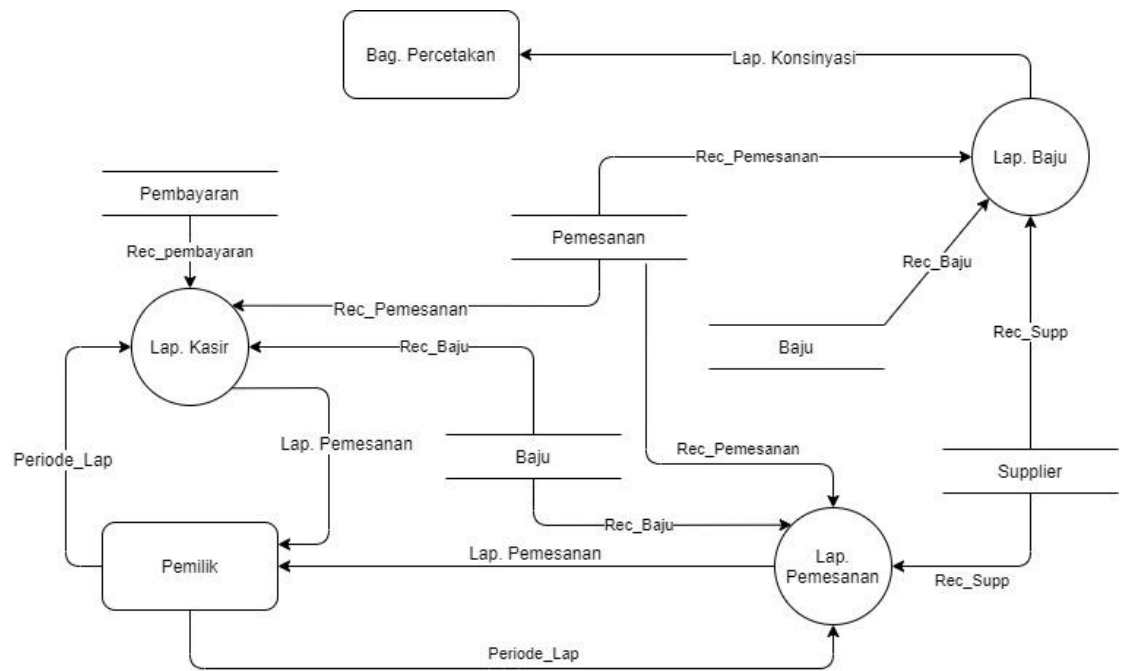 Bag. Percetakan
Lap. Konsinyasi
Rec_Pemesanan
Lap. Baju
Pembayaran
Pemesanan
Rec_pembayaran
Rec_Baju
Rec_Pemesanan
Rec_Supp
Lap. Kasir
Rec_Baju
Baju
Lap. Pemesanan
Rec_Pemesanan
Periode_Lap
Baju
Supplier
Rec_Baju
Lap. Pemesanan
Pemilik
Lap.
Pemesanan
Rec_Supp
Periode_Lap